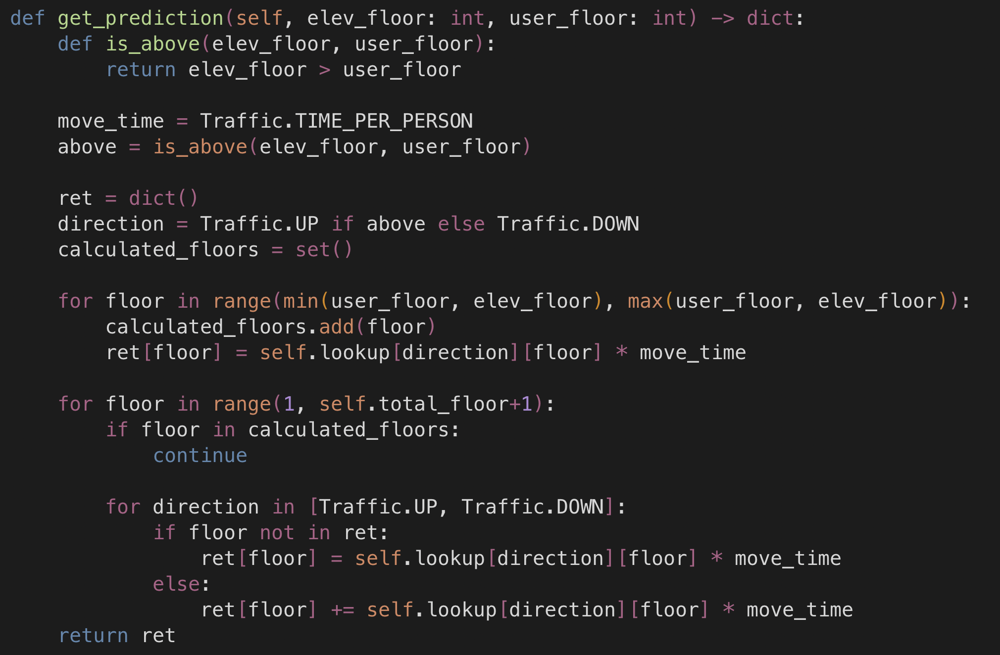 def get_prediction(self, elev_floor: int, user_floor: int) -> dict:
    def is_above(elev_floor, user_floor):
        return elev_floor > user_floor

    move_time = Traffic.TIME_PER_PERSON
    above = is_above(elev_floor, user_floor)

    ret = dict()
    direction = Traffic.UP if above else Traffic.DOWN
    calculated_floors = set()

    for floor in range(min(user_floor, elev_floor), max(user_floor, elev_floor)):
        calculated_floors.add(floor)
        ret[floor] = self.lookup[direction][floor] * move_time

    for floor in range(1, self.total_floor+1):
        if floor in calculated_floors:
            continue

        for direction in [Traffic.UP, Traffic.DOWN]:
            if floor not in ret:
                ret[floor] = self.lookup[direction][floor] * move_time
            else:
                ret[floor] += self.lookup[direction][floor] * move_time
    return ret